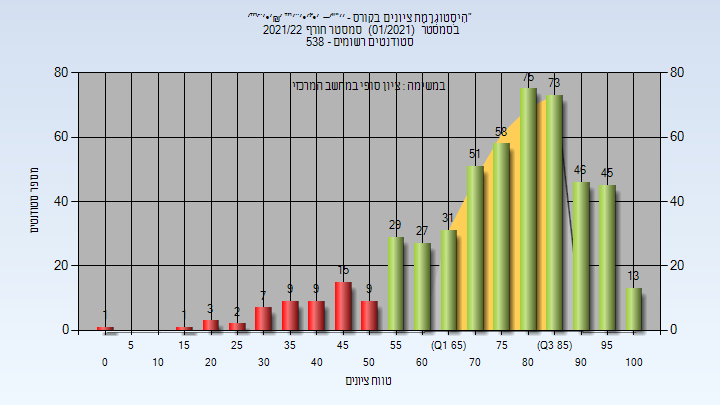 היסטוגרמת ציונים בקורס -
בסמסטר (01/2021) סמסטר חורף 2021/22
סטודנטים רשומים - 538
במשימה : ציון סופי במחשב המרכזי
80 80
60 60
40 40
20 20
0 0
מספר סטודנטים
1 1 3 2 7 9 9 15 9 29 27 31 51 58 75 73 46 45 13
5 15 25 35 45 55 (Q1 65) 75 (Q3 85) 95
0 10 20 30 40 50 60 70 80 90 100
טווח ציונים